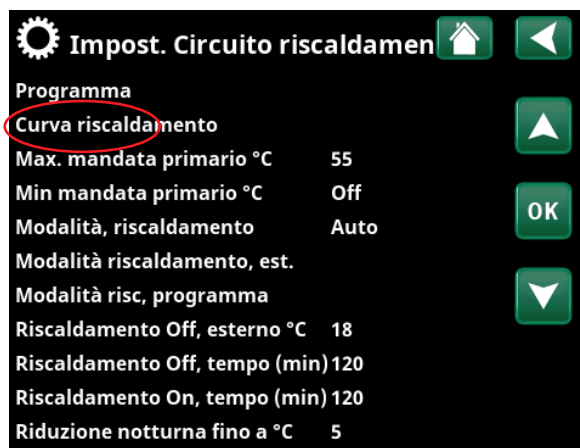 Impost. Circuito riscaldamen
Programma
Curva riscaldamento
Max. mandata primario °C 55
Min mandata primario °C Off
Modalità, riscaldamento Auto
Modalità riscaldamento, est.
Modalità risc, programma
Riscaldamento Off, esterno °C 18
Riscaldamento Off, tempo (min) 120
Riscaldamento On, tempo (min) 120
Riduzione notturna fino a °C 5
OK